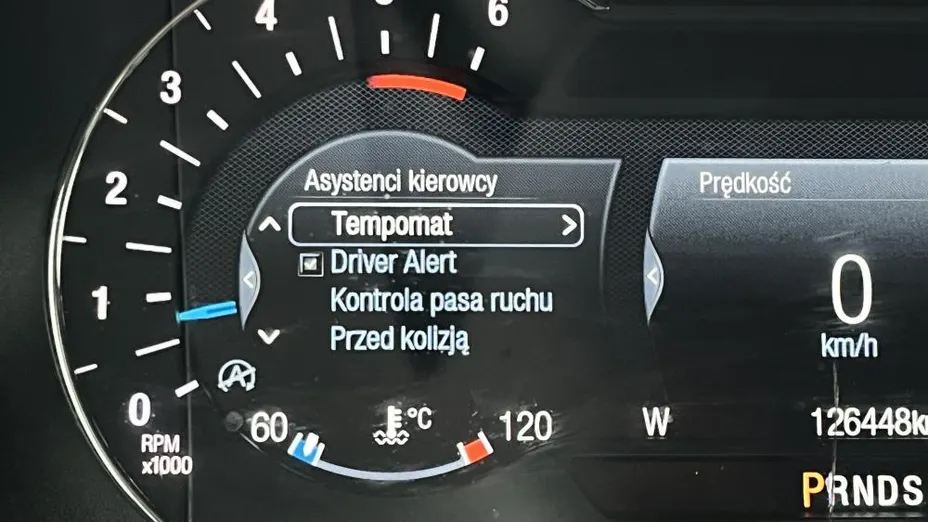 4
6
3
2
1
0
RPM
x1000
Asystenci kierowcy
Tempomat
Driver Alert
Kontrola pasa ruchu
Przed kolizją
A
60
°C
120
Prędkość
0
km/h
W
126448k
PRNDS